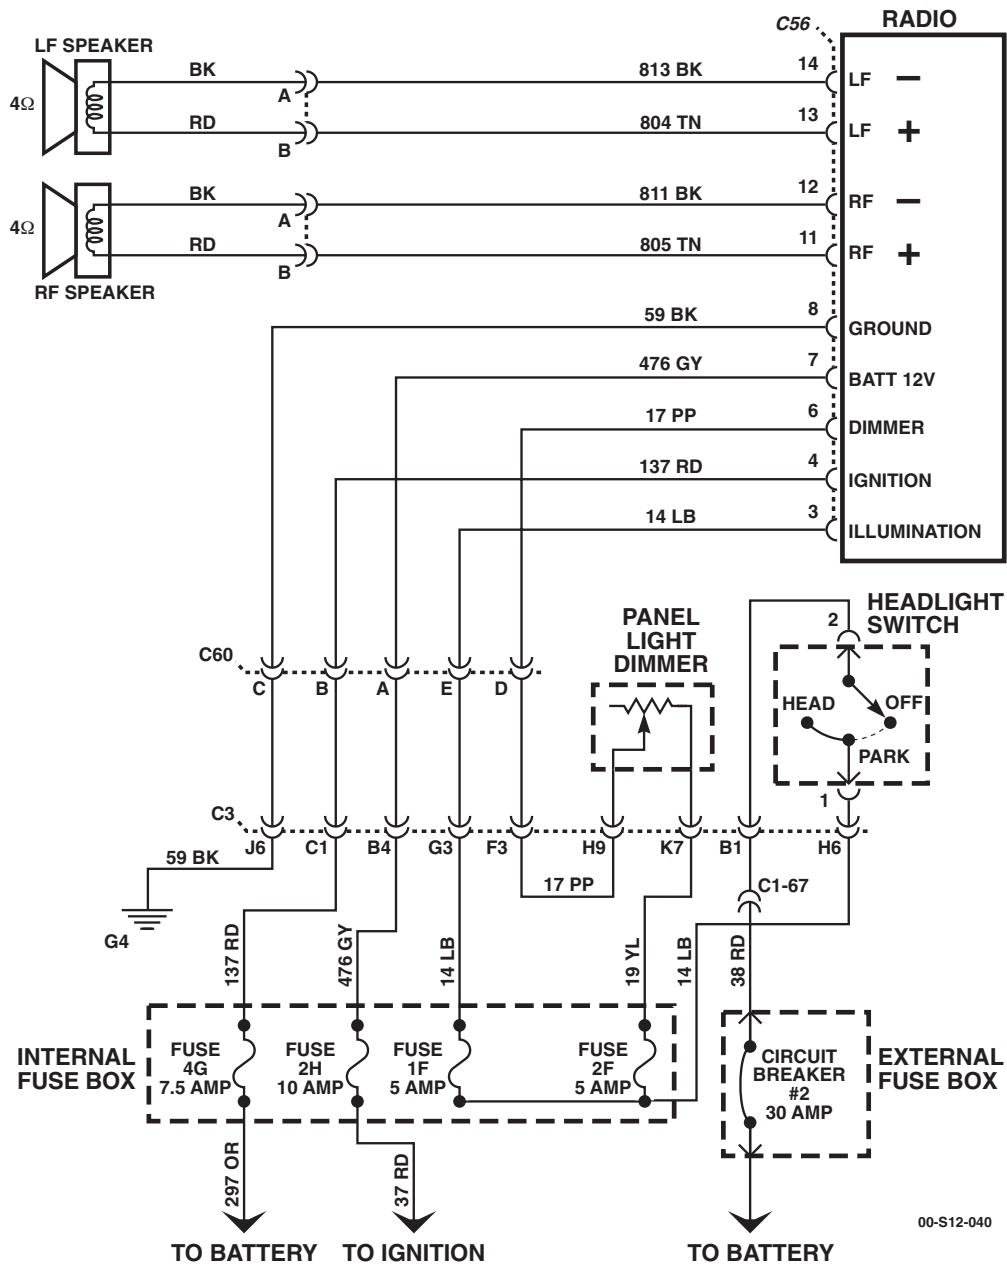 C56
RADIO
LF SPEAKER
4Ω
BK
A
813 BK
14
LF −
RD
B
804 TN
13
LF +
4Ω
BK
A
811 BK
12
RF −
RD
B
805 TN
11
RF +
RF SPEAKER
59 BK
8
GROUND
476 GY
7
BATT 12V
17 PP
6
DIMMER
137 RD
4
IGNITION
14 LB
3
ILLUMINATION
PANEL
LIGHT
DIMMER
2
HEADLIGHT
SWITCH
HEAD
OFF
PARK
1
C60
C
B
A
E
D
C3
J6
C1
B4
G3
F3
H9
K7
B1
H6
59 BK
G4
17 PP
C1-67
137 RD
476 GY
14 LB
19 YL
14 LB
38 RD
INTERNAL
FUSE BOX
FUSE
4G
7.5 AMP
FUSE
2H
10 AMP
FUSE
1F
5 AMP
FUSE
2F
5 AMP
CIRCUIT
BREAKER
#2
30 AMP
EXTERNAL
FUSE BOX
297 OR
37 RD
TO BATTERY
TO IGNITION
TO BATTERY
00-S12-040